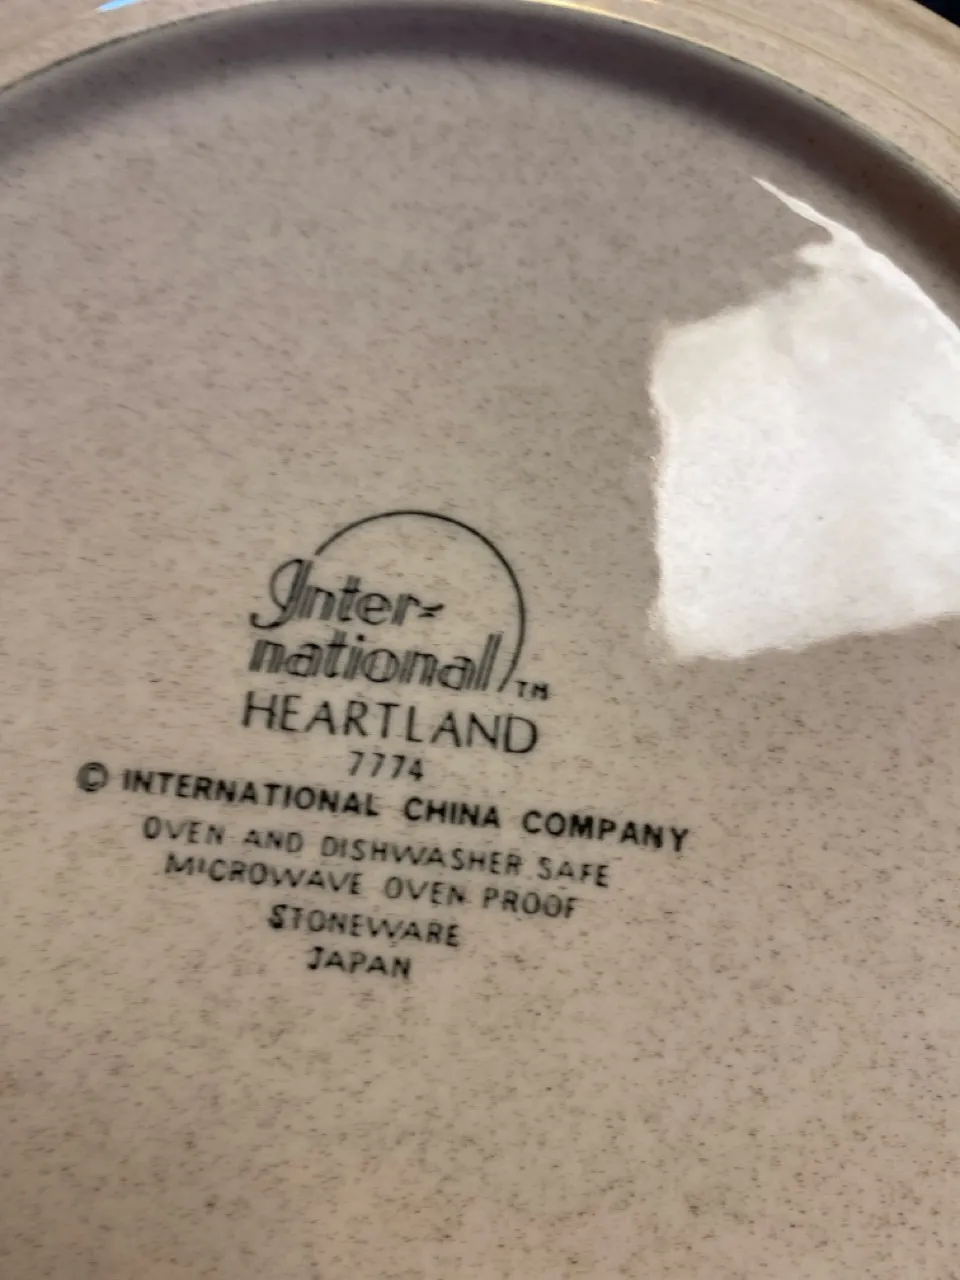 Inter-
national TM
HEARTLAND
7774
© INTERNATIONAL CHINA COMPANY
OVEN AND DISHWASHER SAFE
MICROWAVE OVEN PROOF
STONEWARE
JAPAN